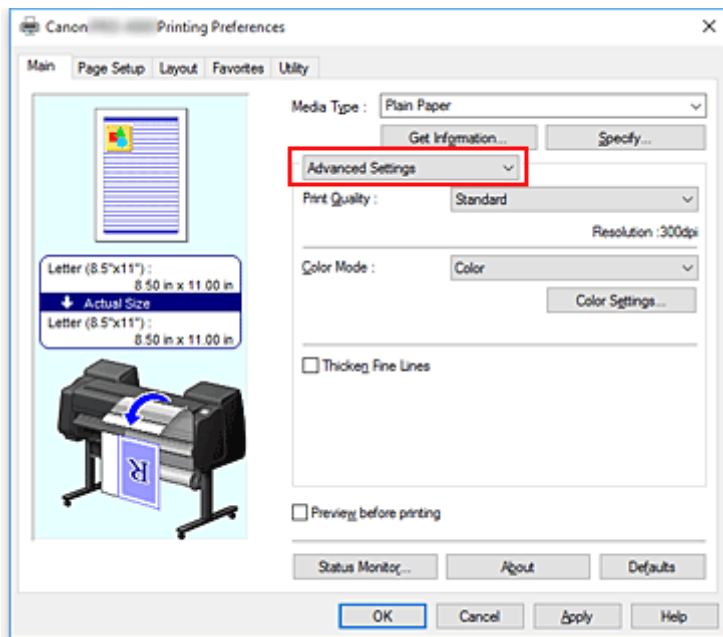 Canon Printing Preferences
Main Page Setup Layout Favorites Utility
Media Type : Plain Paper
Get Information... Specify...
Advanced Settings
Print Quality : Standard
Resolution :300dpi
Color Mode : Color
Color Settings...
Thicken Fine Lines
Letter (8.5"x11") :
8.50 in x 11.00 in
Actual Size
Letter (8.5"x11") :
8.50 in x 11.00 in
R
Preview before printing
Status Monitor... About Defaults
OK Cancel Apply Help